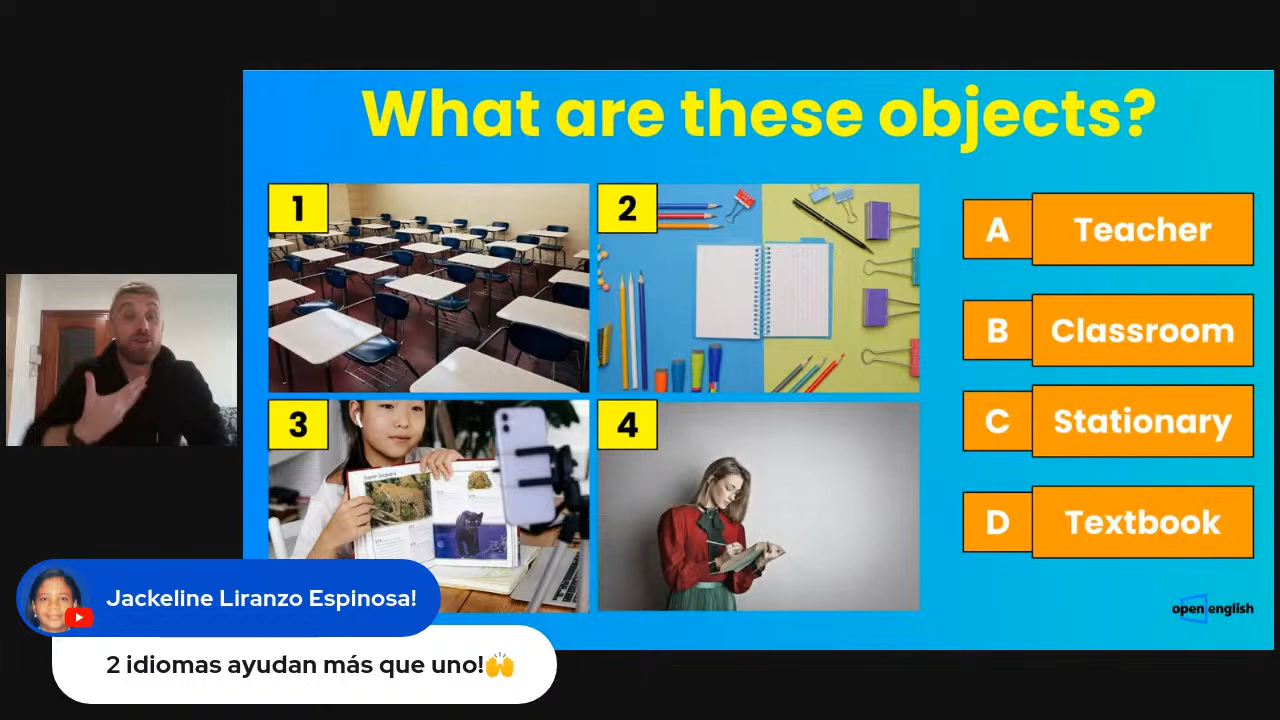 What are these objects?
1
2
3
4
A Teacher
B Classroom
C Stationary
D Textbook
open english
Jackeline Liranzo Espinosa!
2 idiomas ayudan más que uno!🙌